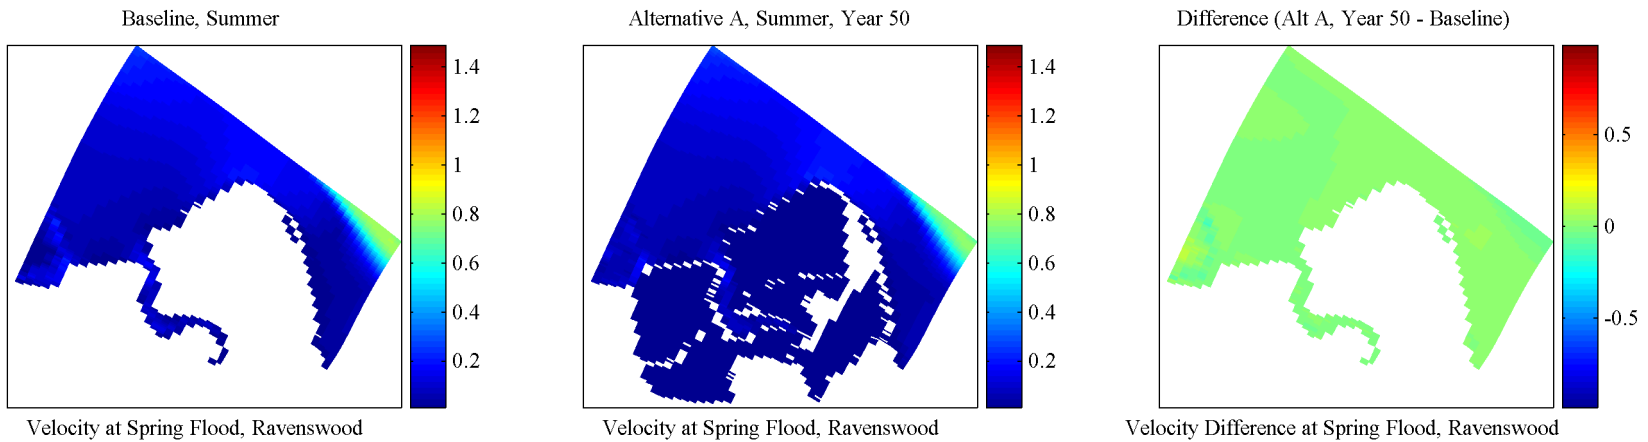 Baseline, Summer
1.4
1.2
1
0.8
0.6
0.4
0.2
Velocity at Spring Flood, Ravenswood
Alternative A, Summer, Year 50
1.4
1.2
1
0.8
0.6
0.4
0.2
Velocity at Spring Flood, Ravenswood
Difference (Alt A, Year 50 - Baseline)
0.5
0
-0.5
Velocity Difference at Spring Flood, Ravenswood